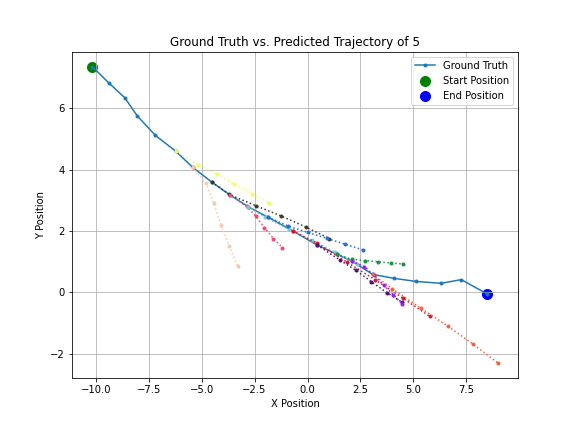 Ground Truth vs. Predicted Trajectory of 5
Ground Truth
Start Position
End Position
Y Position
6
4
2
0
−2
−10.0 −7.5 −5.0 −2.5 0.0 2.5 5.0 7.5
X Position